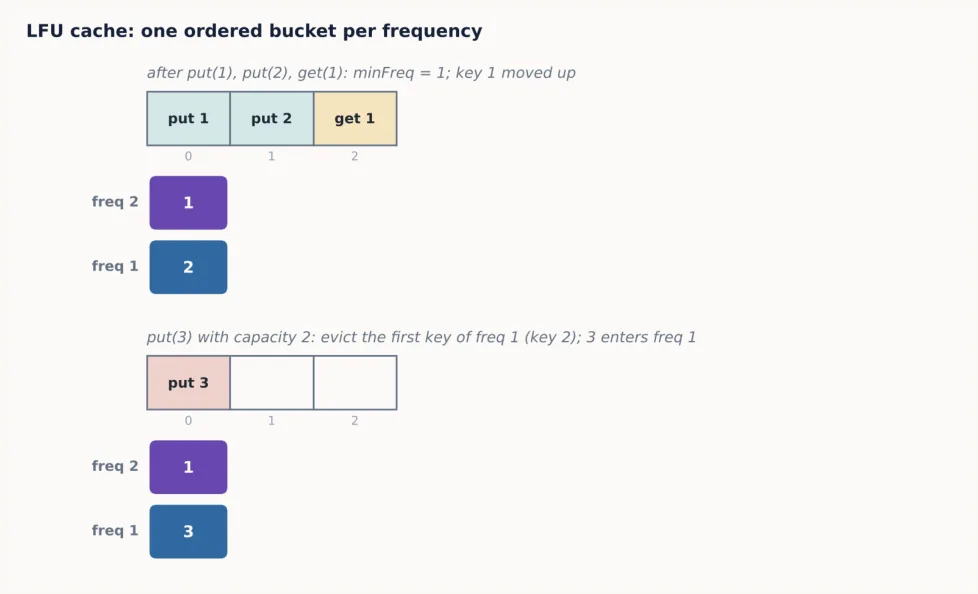 LFU cache: one ordered bucket per frequency
after put(1), put(2), get(1): minFreq = 1; key 1 moved up
put 1 put 2 get 1
0 1 2
freq 2 1
freq 1 2
put(3) with capacity 2: evict the first key of freq 1 (key 2); 3 enters freq 1
put 3
0 1 2
freq 2 1
freq 1 3